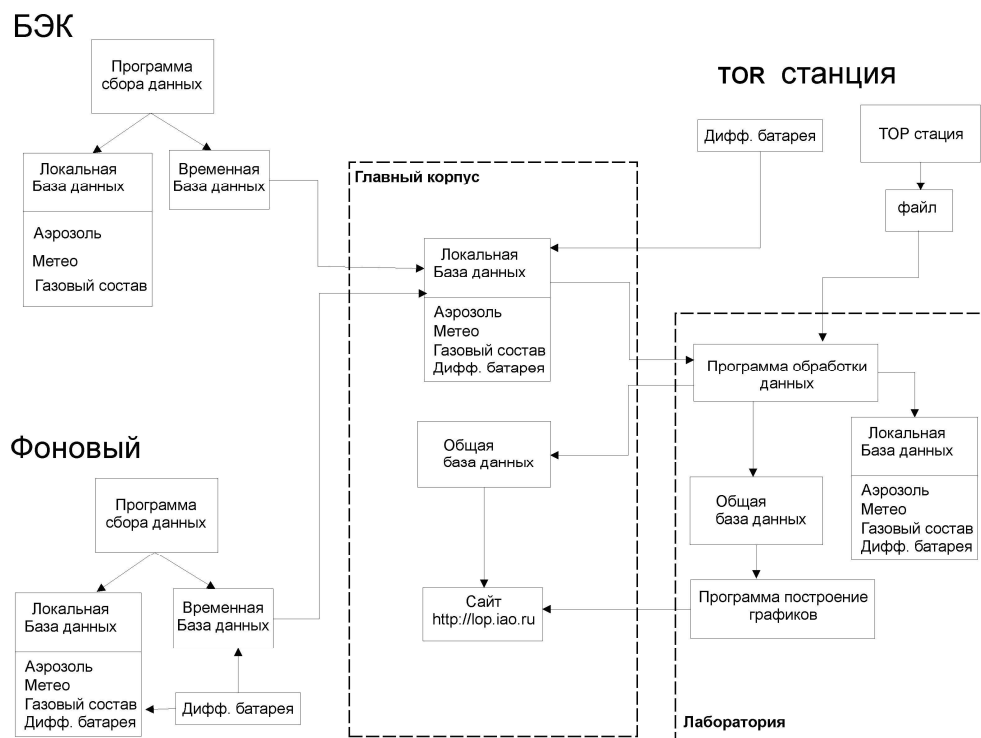 БЭК
Программа
сбора данных
Локальная
База данных
Аэрозоль
Метео
Газовый состав
Временная
База данных
TOR станция
Дифф. батарея
ТОР стация
файл
Главный корпус
Локальная
База данных
Аэрозоль
Метео
Газовый состав
Дифф. батарея
Общая
база данных
Сайт
http://lop.iao.ru
Программа обработки
данных
Локальная
База данных
Аэрозоль
Метео
Газовый состав
Дифф. батарея
Общая
база данных
Программа построение
графиков
Лаборатория
Фоновый
Программа
сбора данных
Локальная
База данных
Аэрозоль
Метео
Газовый состав
Дифф. батарея
Временная
База данных
Дифф. батарея